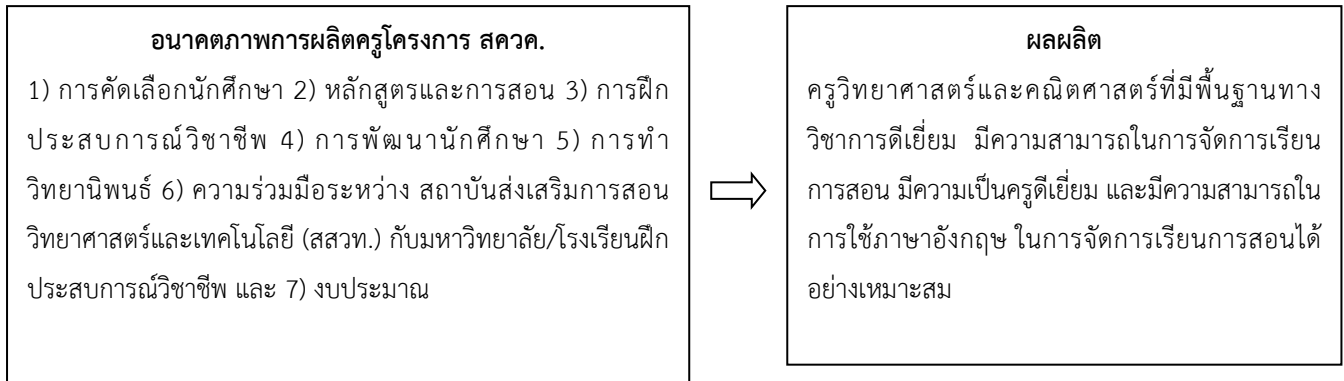 อนาคตภาพการผลิตครูโครงการ สควค.
1) การคัดเลือกนักศึกษา 2) หลักสูตรและการสอน 3) การฝึก
ประสบการณ์วิชาชีพ 4) การพัฒนานักศึกษา 5) การทำ
วิทยานิพนธ์ 6) ความร่วมมือระหว่าง สถาบันส่งเสริมการสอน
วิทยาศาสตร์และเทคโนโลยี (สสวท.) กับมหาวิทยาลัย/โรงเรียนฝึก
ประสบการณ์วิชาชีพ และ 7) งบประมาณ
ผลผลิต
ครูวิทยาศาสตร์และคณิตศาสตร์ที่มีพื้นฐานทาง
วิชาการดีเยี่ยม มีความสามารถในการจัดการเรียน
การสอน มีความเป็นครูดีเยี่ยม และมีความสามารถใน
การใช้ภาษาอังกฤษ ในการจัดการเรียนการสอนได้
อย่างเหมาะสม